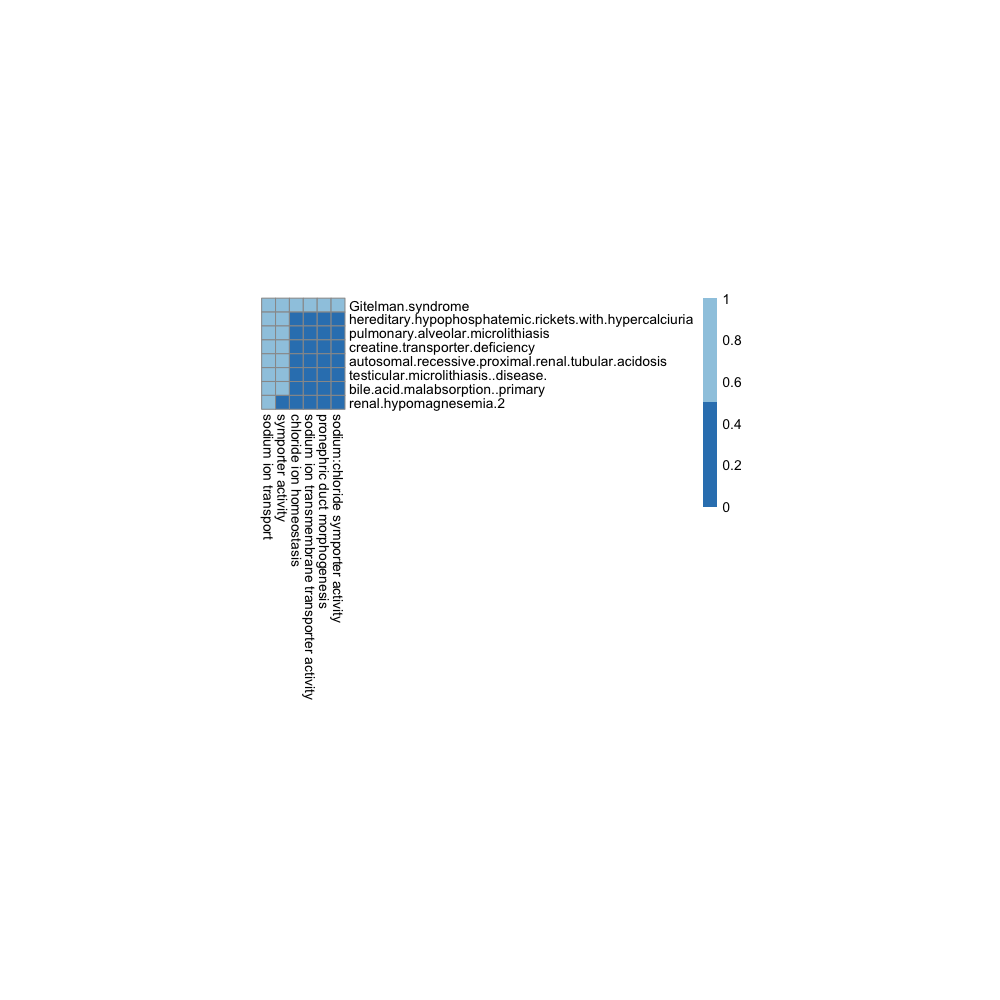 Gitelman.syndrome
hereditary.hypophosphatemic.rickets.with.hypercalciuria
pulmonary.alveolar.microlithiasis
creatine.transporter.deficiency
autosomal.recessive.proximal.renal.tubular.acidosis
testicular.microlithiasis..disease.
bile.acid.malabsorption..primary
renal.hypomagnesemia.2
sodium ion transport
symporter activity
chloride ion homeostasis
sodium ion transmembrane transporter activity
pronephric duct morphogenesis
sodium:chloride symporter activity
1
0.8
0.6
0.4
0.2
0